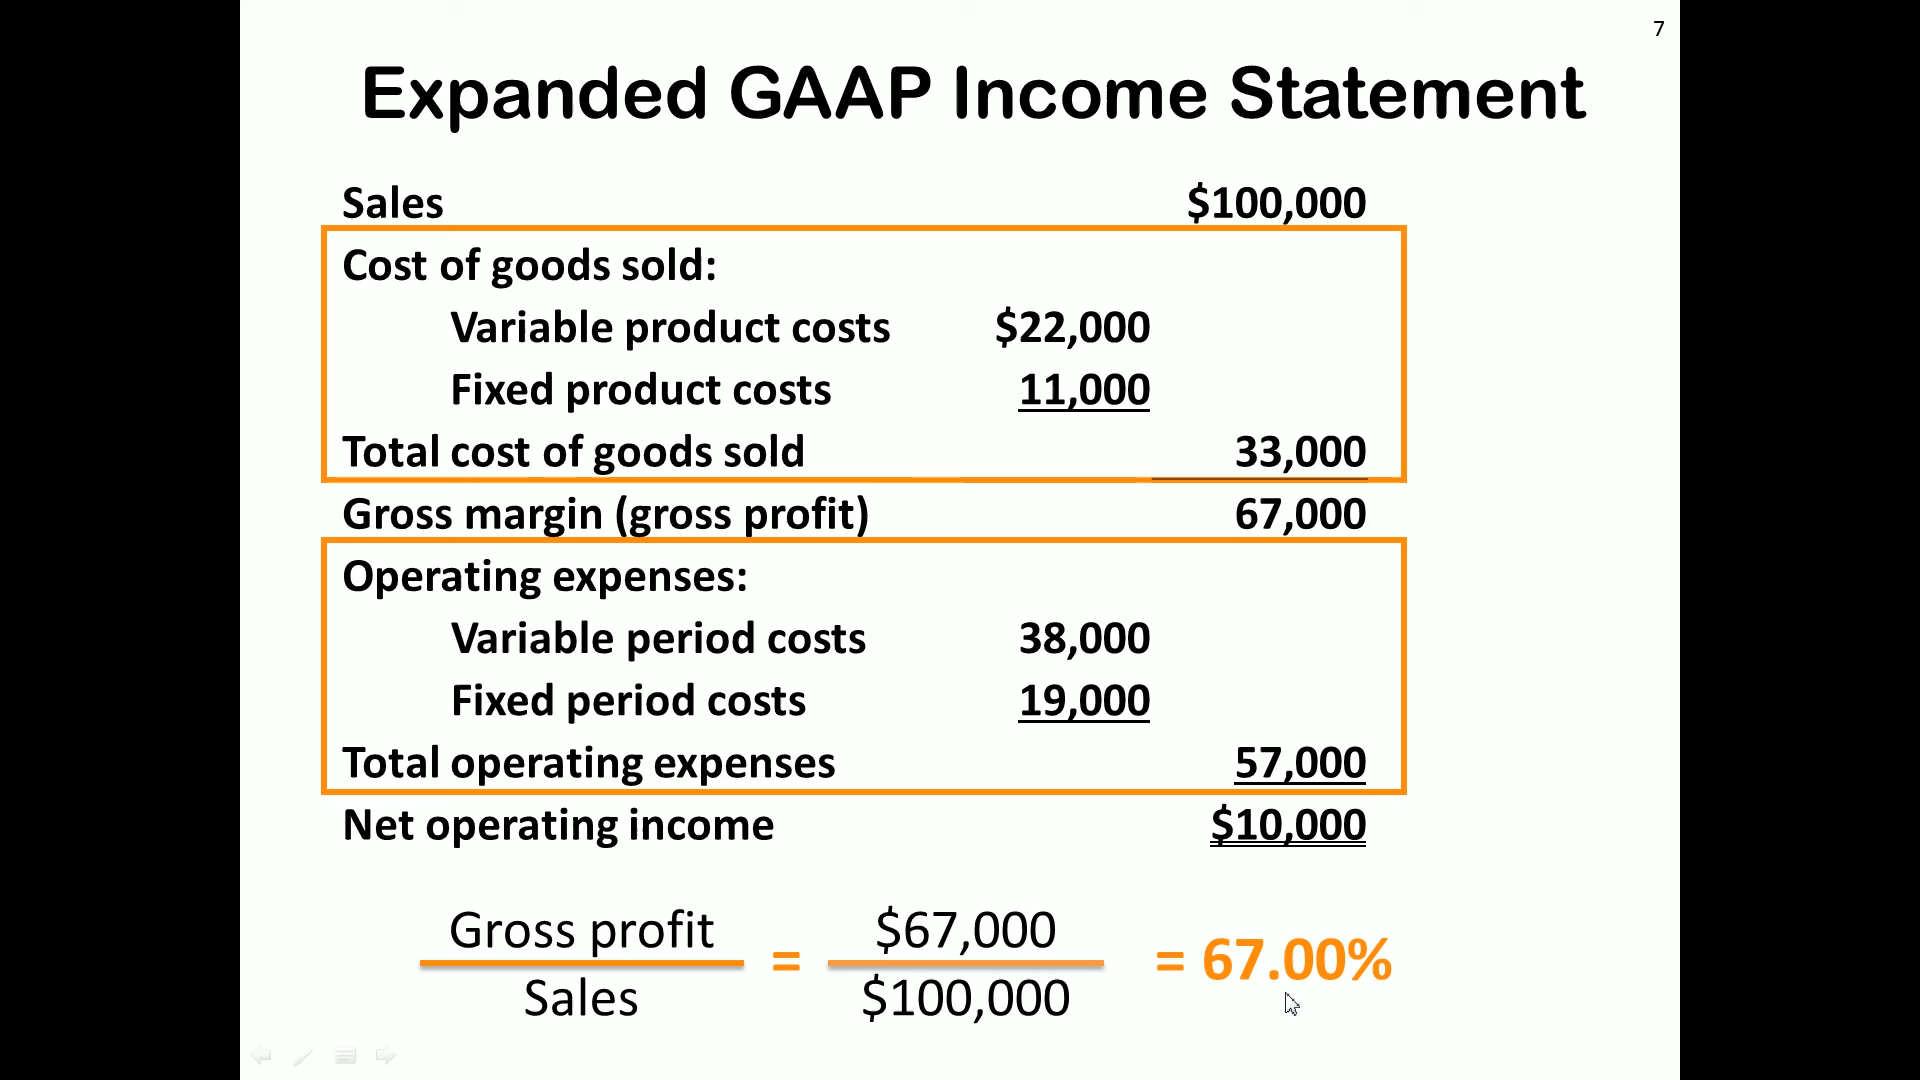 7
Expanded GAAP Income Statement
Sales $100,000
Cost of goods sold:
Variable product costs $22,000
Fixed product costs 11,000
Total cost of goods sold 33,000
Gross margin (gross profit) 67,000
Operating expenses:
Variable period costs 38,000
Fixed period costs 19,000
Total operating expenses 57,000
Net operating income $10,000
Gross profit $67,000
= = 67.00%
Sales $100,000